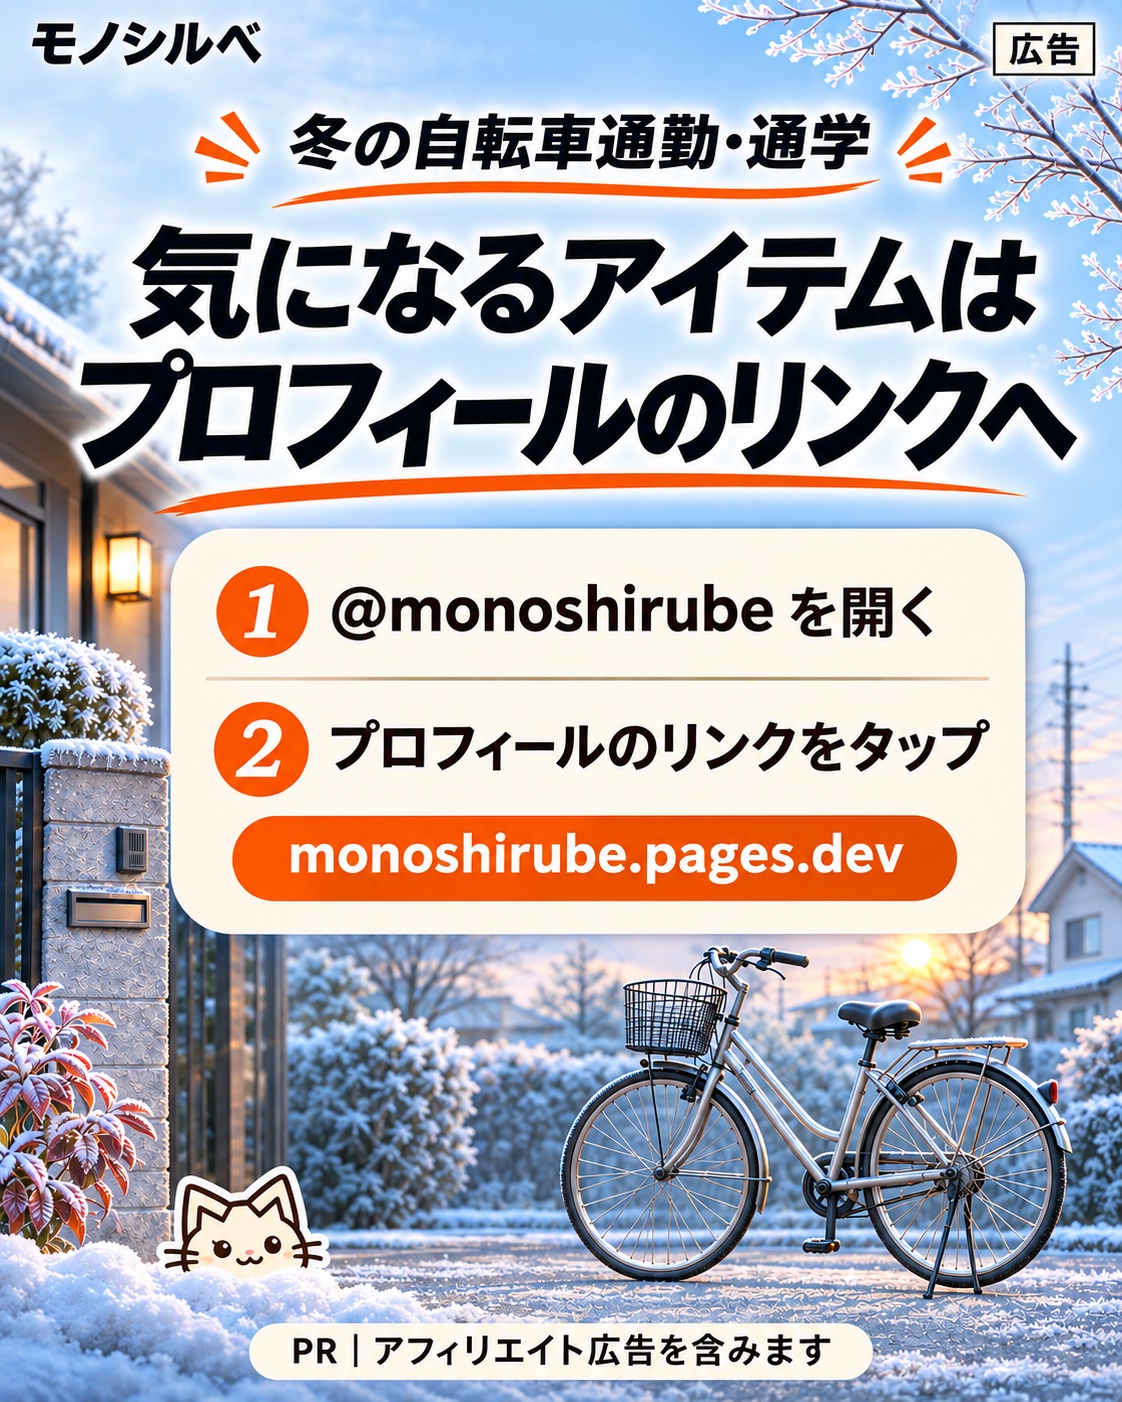 モノシルベ
広告
冬の自転車通勤・通学
気になるアイテムは
プロフィールのリンクへ
1 @monoshirube を開く
2 プロフィールのリンクをタップ
monoshirube.pages.dev
PR｜アフィリエイト広告を含みます